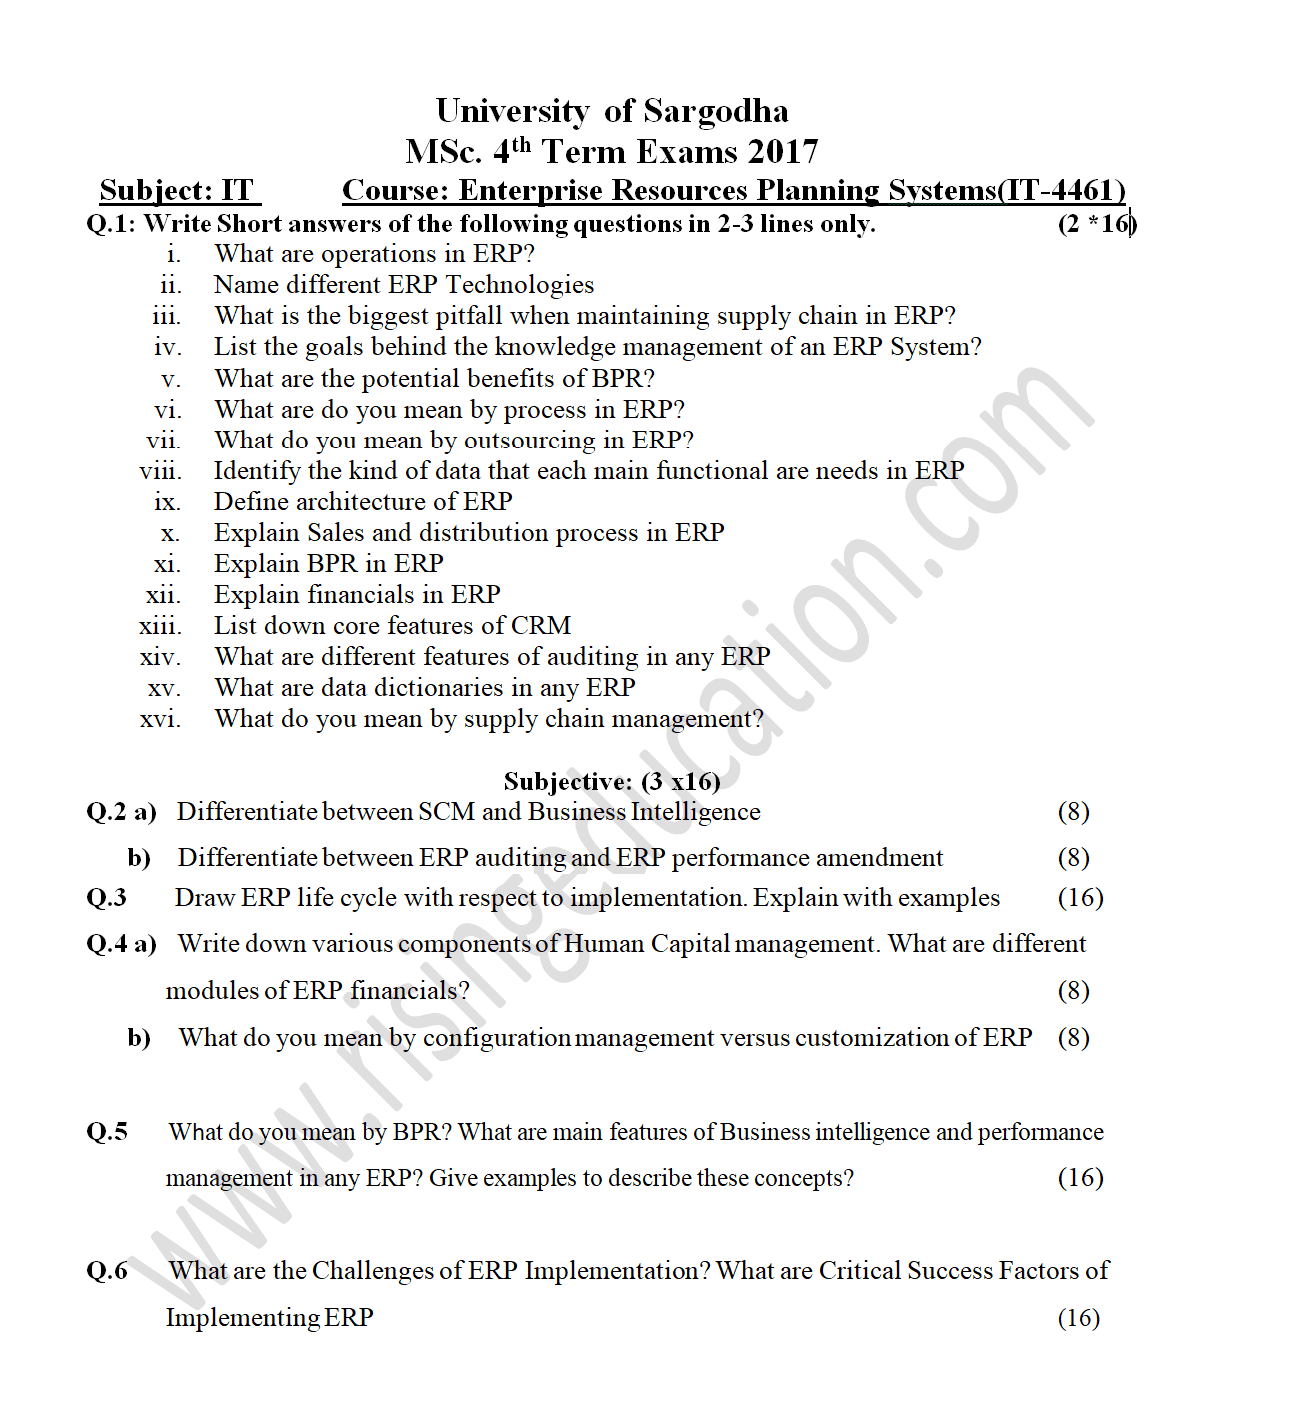 University of Sargodha
MSc. 4th Term Exams 2017
Subject: IT Course: Enterprise Resources Planning Systems(IT-4461)
Q.1: Write Short answers of the following questions in 2-3 lines only. (2 *16)
i. What are operations in ERP?
ii. Name different ERP Technologies
iii. What is the biggest pitfall when maintaining supply chain in ERP?
iv. List the goals behind the knowledge management of an ERP System?
v. What are the potential benefits of BPR?
vi. What are do you mean by process in ERP?
vii. What do you mean by outsourcing in ERP?
viii. Identify the kind of data that each main functional are needs in ERP
ix. Define architecture of ERP
x. Explain Sales and distribution process in ERP
xi. Explain BPR in ERP
xii. Explain financials in ERP
xiii. List down core features of CRM
xiv. What are different features of auditing in any ERP
xv. What are data dictionaries in any ERP
xvi. What do you mean by supply chain management?
Subjective: (3 x16)
Q.2 a) Differentiate between SCM and Business Intelligence (8)
b) Differentiate between ERP auditing and ERP performance amendment (8)
Q.3 Draw ERP life cycle with respect to implementation. Explain with examples (16)
Q.4 a) Write down various components of Human Capital management. What are different
modules of ERP financials? (8)
b) What do you mean by configuration management versus customization of ERP (8)
Q.5 What do you mean by BPR? What are main features of Business intelligence and performance
management in any ERP? Give examples to describe these concepts? (16)
Q.6 What are the Challenges of ERP Implementation? What are Critical Success Factors of
Implementing ERP (16)
www.risingeducation.com